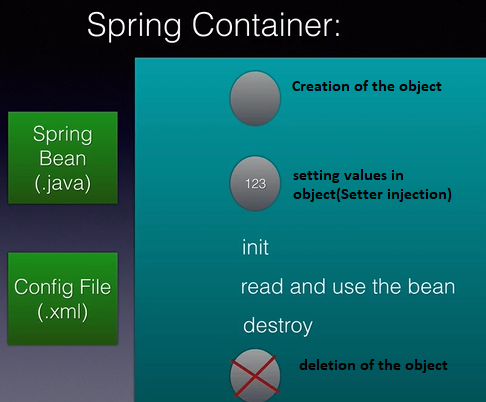 Spring Container:
Creation of the object
Spring
Bean
(.java)
123
setting values in
object(Setter injection)
init
Config File
(.xml)
read and use the bean
destroy
deletion of the object